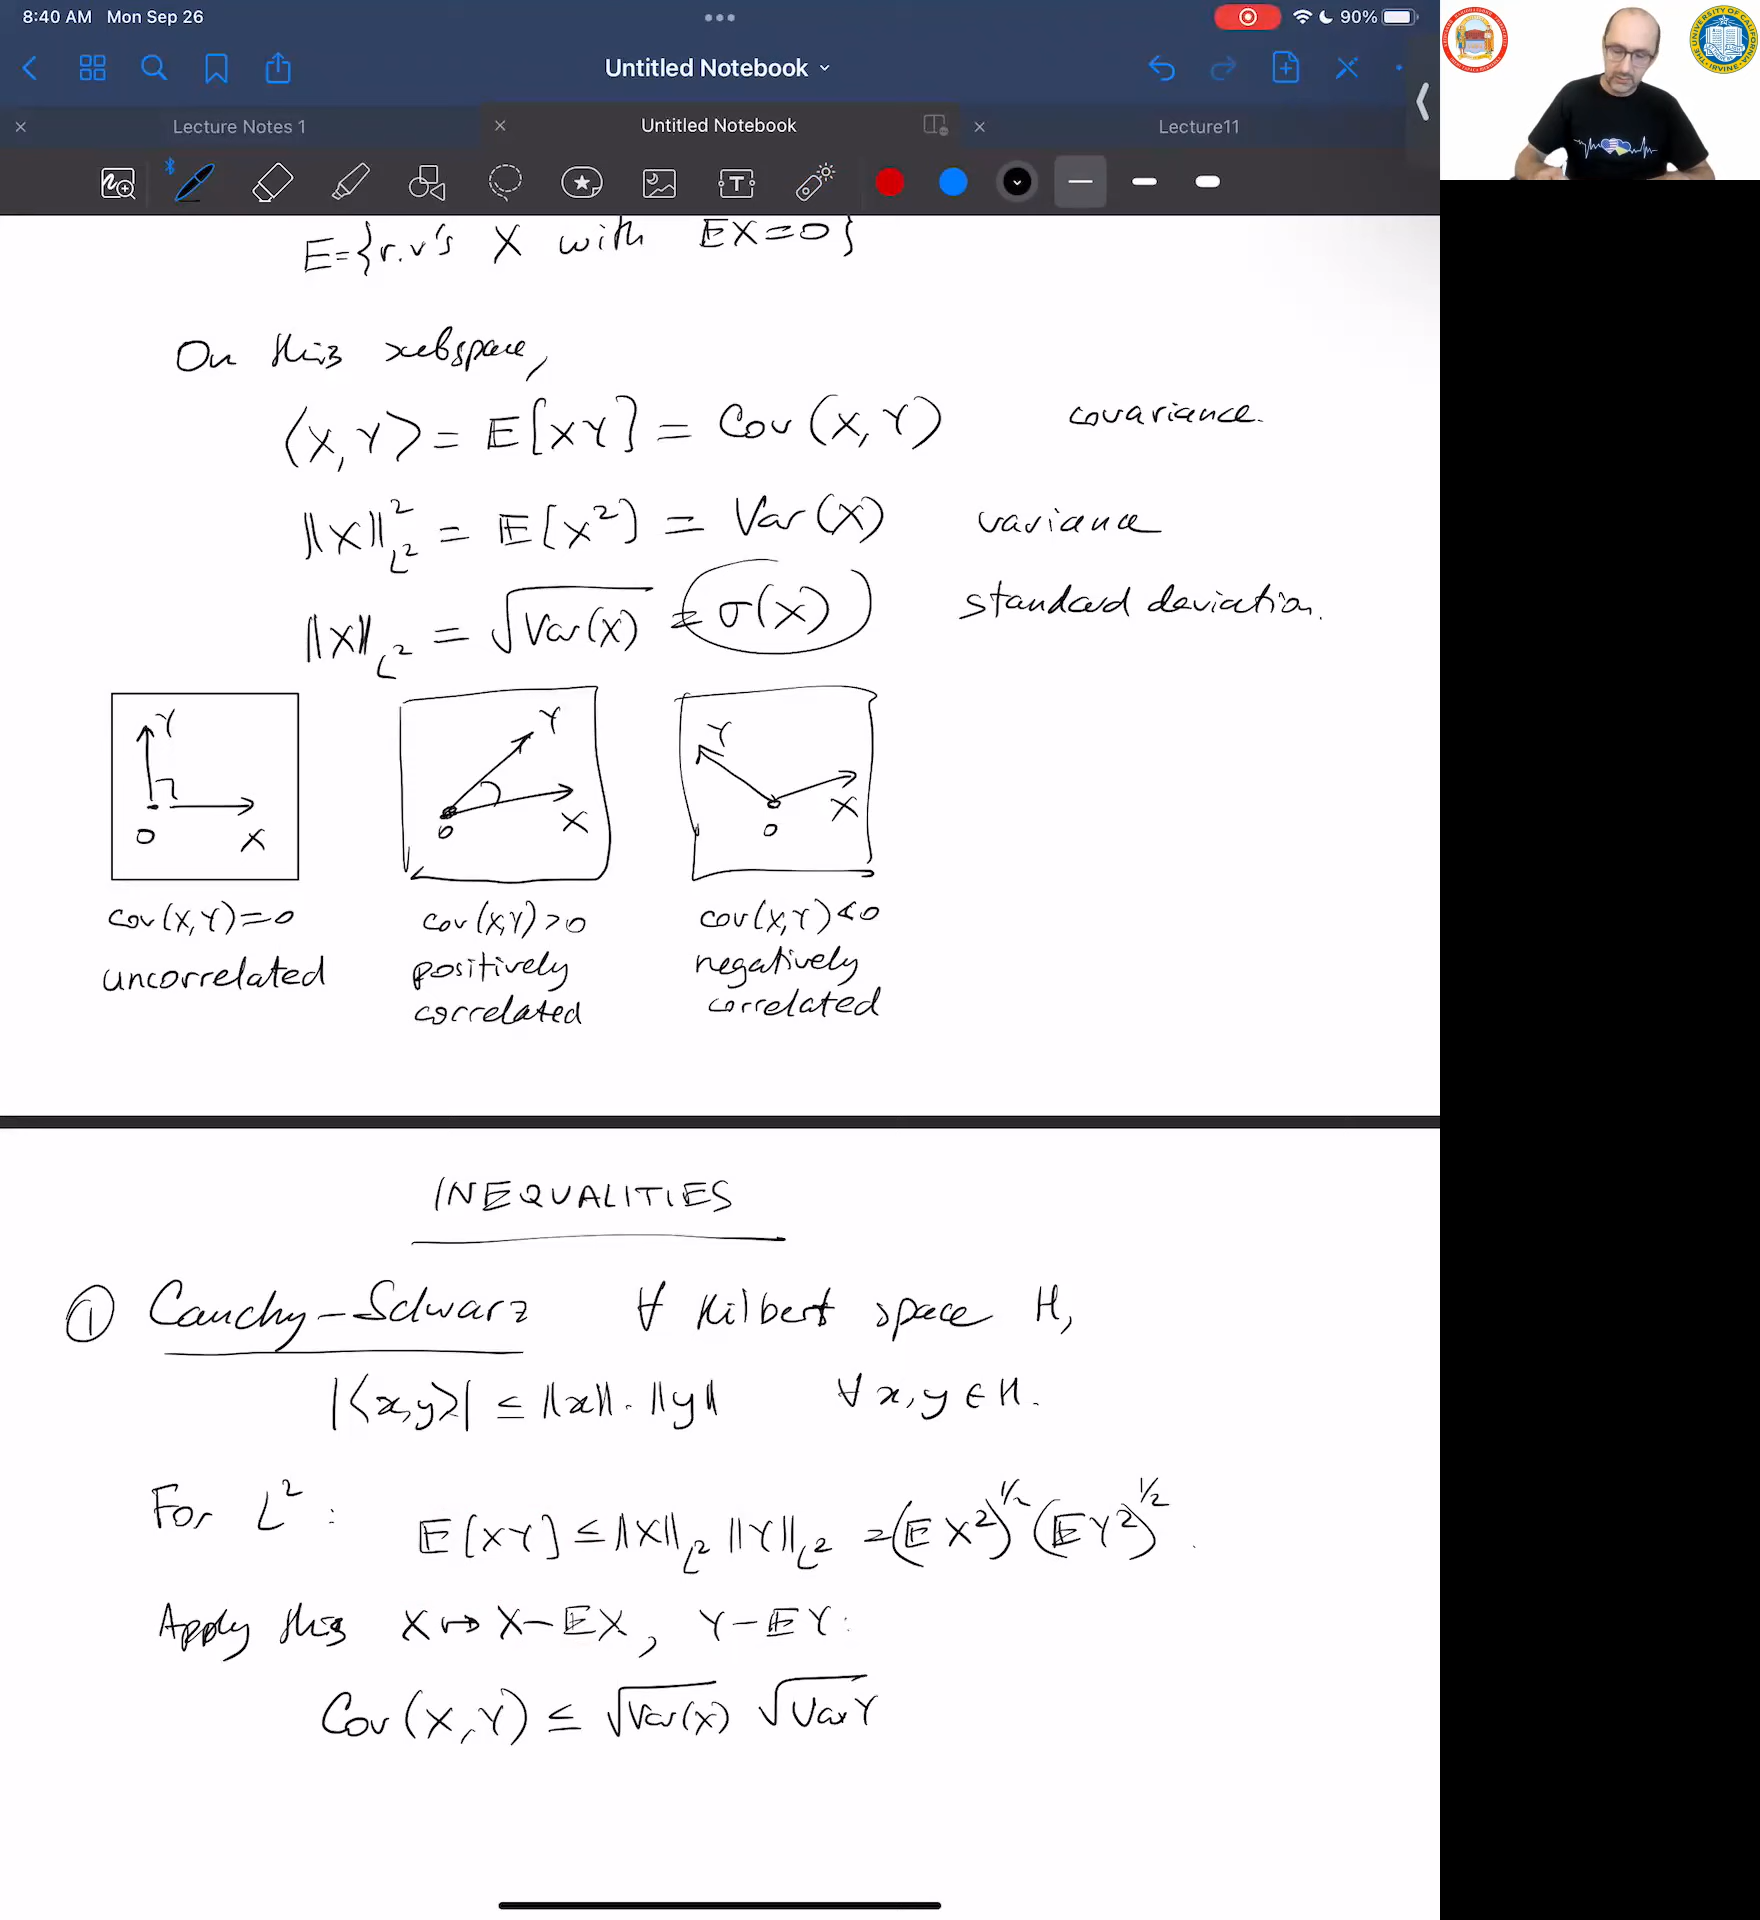 8:40 AM Mon Sep 26
90%
Untitled Notebook
Lecture Notes 1
Untitled Notebook
Lecture11
E={r.v's X with 𝔼X=0}
On this subspace,
⟨X,Y⟩ = 𝔼[XY] = Cov(X,Y) covariance.
‖X‖²_{L²} = 𝔼[X²] = Var(X) variance
‖X‖_{L²} = √Var(X) = σ(X) standard deviation.
Y
0 X
Y
0 X
Y
0 X
cov(X,Y)=0
uncorrelated
cov(X,Y)>0
positively
correlated
cov(X,Y)<0
negatively
correlated
INEQUALITIES
① Cauchy-Schwarz ∀ Hilbert space H,
|⟨x,y⟩| ≤ ‖x‖·‖y‖ ∀x,y∈H.
For L²: 𝔼[XY] ≤ ‖X‖_{L²} ‖Y‖_{L²} = (𝔼X²)^{1/2} (𝔼Y²)^{1/2}.
Apply this X↦X-𝔼X, Y-𝔼Y:
Cov(X,Y) ≤ √Var(X) √Var Y